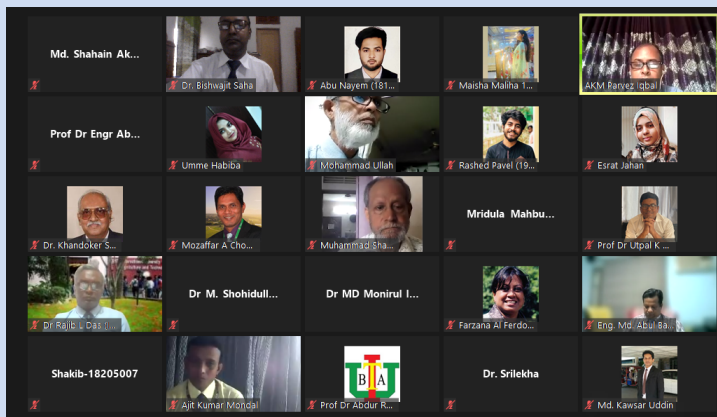 Md. Shahain Ak...
Dr. Bishwajit Saha
Abu Nayem (181...
Maisha Maliha 1...
AKM Parvez Iqbal
Prof Dr Engr Ab...
Umme Habiba
Mohammad Ullah
Rashed Pavel (19...
Esrat Jahan
Dr. Khandoker S...
Mozaffar A Cho...
Muhammad Sha...
Mridula Mahbu...
Prof Dr Utpal K ...
Dr Rajib L Das
Dr M. Shohidull...
Dr MD Monirul I...
Farzana Al Ferdo...
Eng. Md. Abul Ba...
Shakib-18205007
Ajit Kumar Mondal
Prof Dr Abdur R...
Dr. Srilekha
Md. Kawsar Uddin